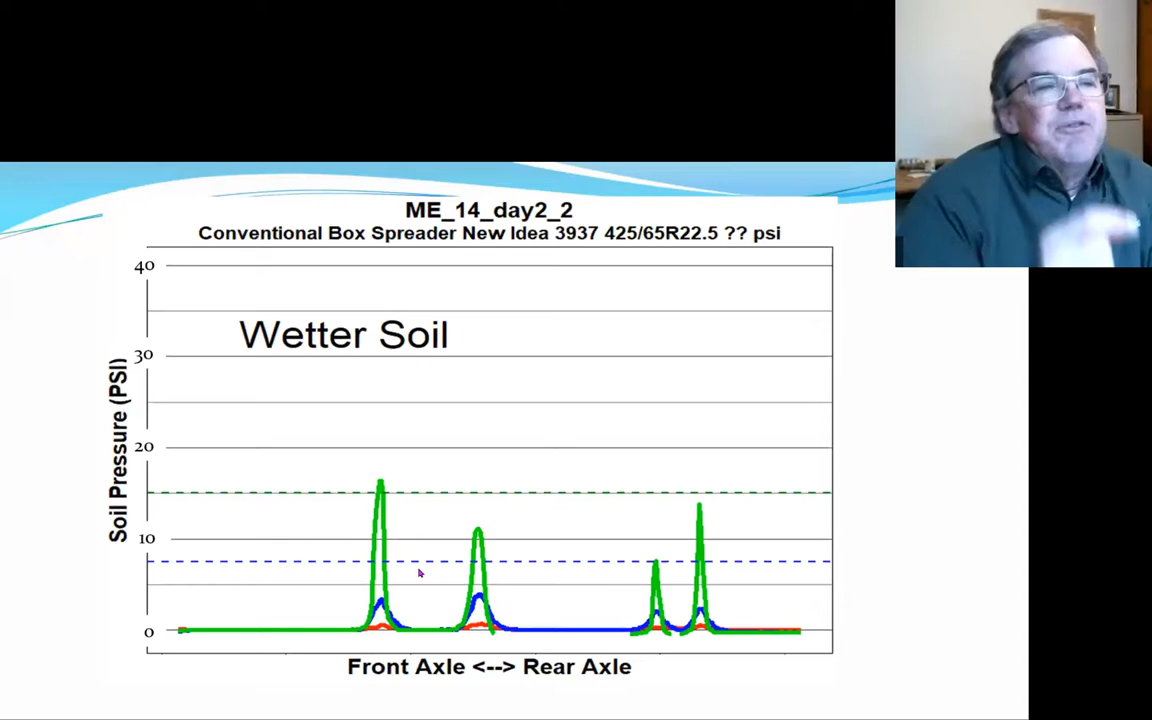 ME_14_day2_2
Conventional Box Spreader New Idea 3937 425/65R22.5 ?? psi
40
Wetter Soil
30
20
10
0
Soil Pressure (PSI)
Front Axle <--> Rear Axle